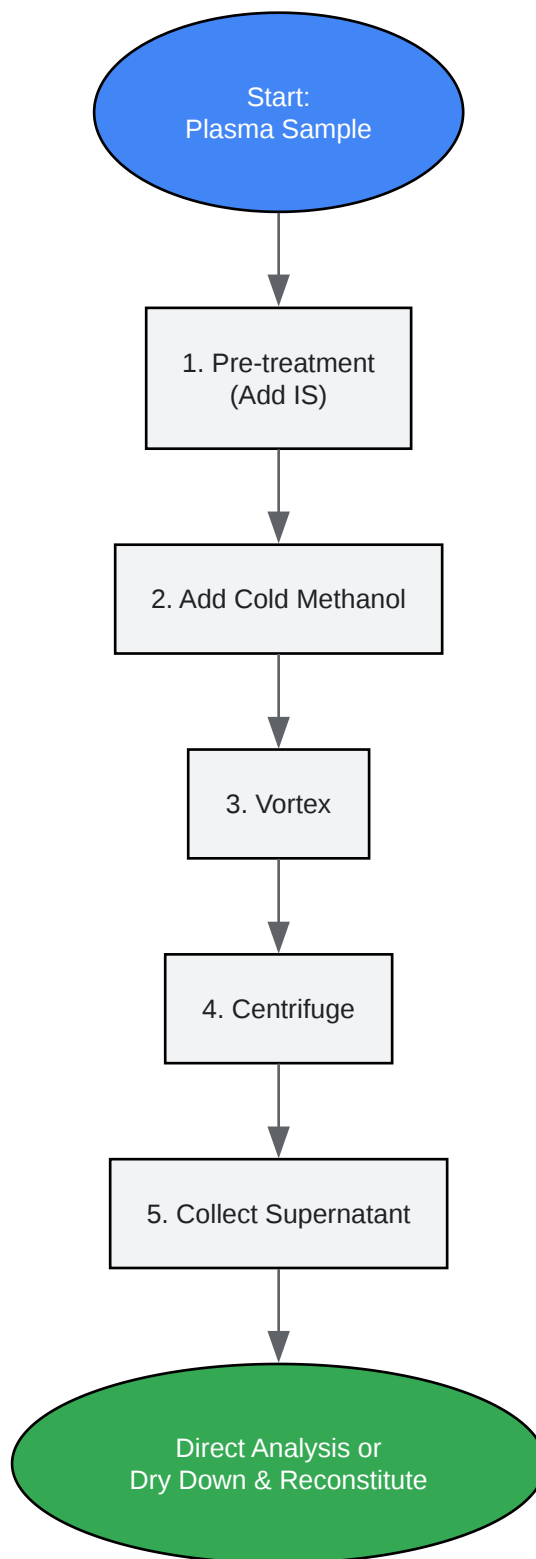 Start:
Plasma Sample
1. Pre-treatment
(Add IS)
2. Add Cold Methanol
3. Vortex
4. Centrifuge
5. Collect Supernatant
Direct Analysis or
Dry Down & Reconstitute